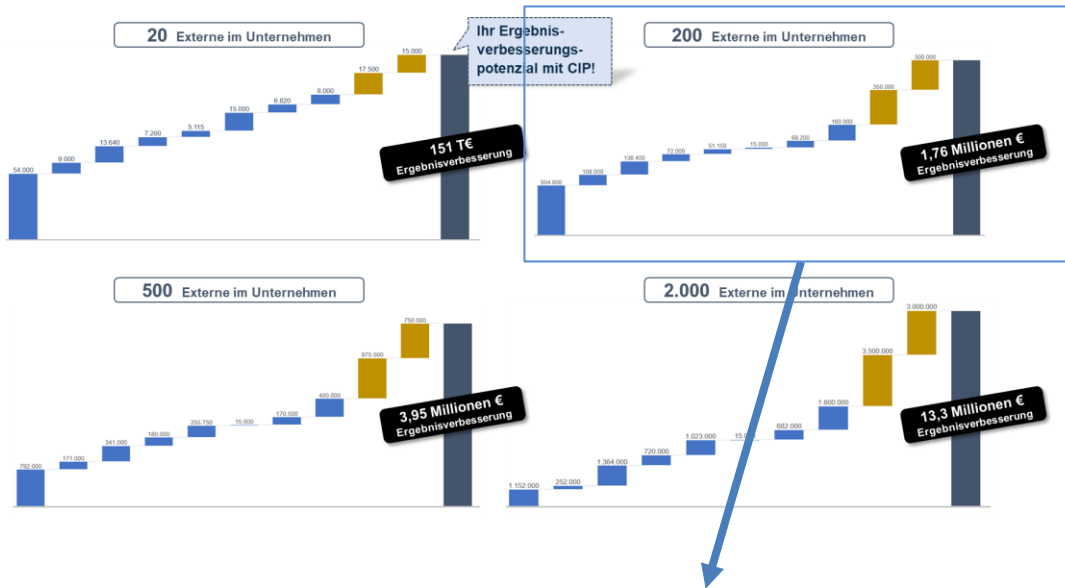 20 Externe im Unternehmen
Ihr Ergebnis-
verbesserungs-
potenzial mit CIP!
54.000
9.000
13.640
7.200
5.115
15.000
6.820
8.000
17.500
15.000
151 T€
Ergebnisverbesserung
200 Externe im Unternehmen
504.000
108.000
136.400
72.000
51.150
15.000
68.200
160.000
350.000
300.000
1,76 Millionen €
Ergebnisverbesserung
500 Externe im Unternehmen
792.000
171.000
341.000
180.000
255.750
15.000
170.500
400.000
875.000
750.000
3,95 Millionen €
Ergebnisverbesserung
2.000 Externe im Unternehmen
1.152.000
252.000
1.364.000
720.000
1.023.000
682.000
1.600.000
3.500.000
3.000.000
13,3 Millionen €
Ergebnisverbesserung